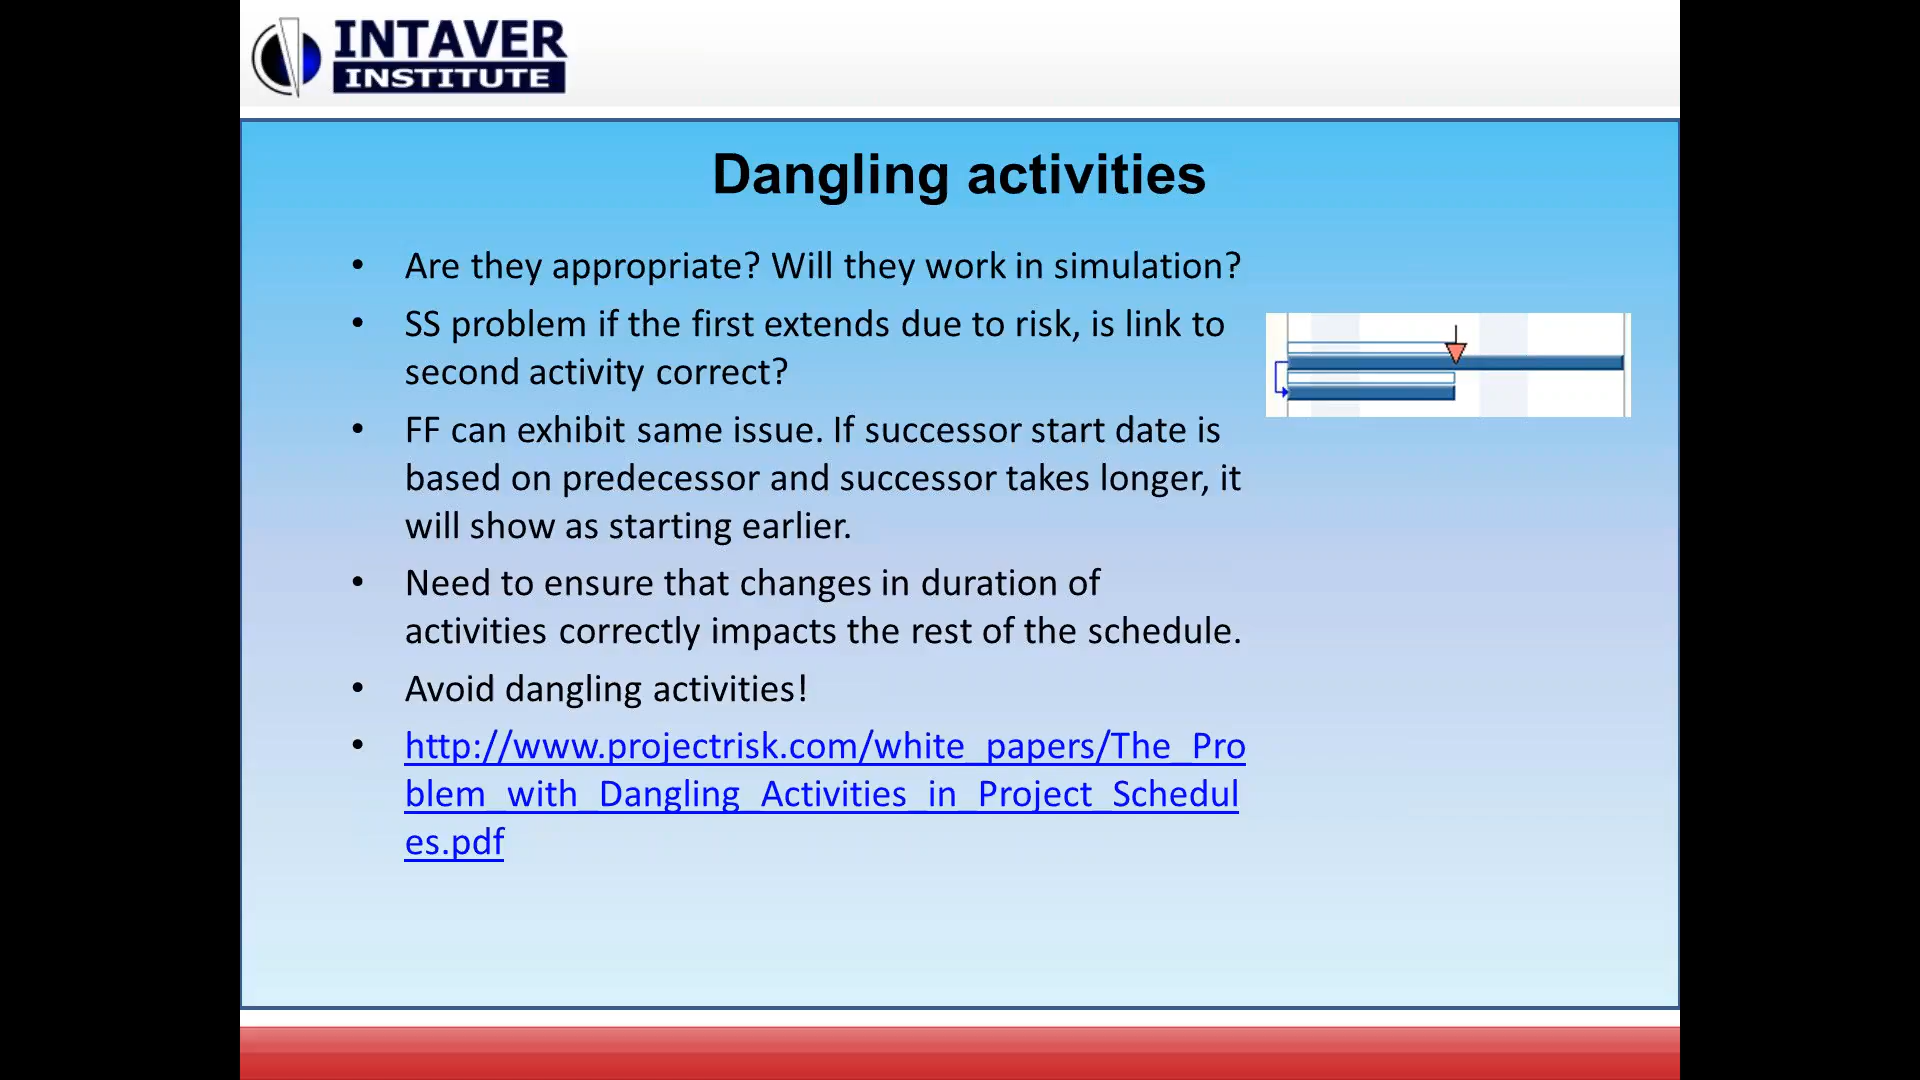 INTAVER
INSTITUTE
Dangling activities
• Are they appropriate? Will they work in simulation?
• SS problem if the first extends due to risk, is link to
second activity correct?
• FF can exhibit same issue. If successor start date is
based on predecessor and successor takes longer, it
will show as starting earlier.
• Need to ensure that changes in duration of
activities correctly impacts the rest of the schedule.
• Avoid dangling activities!
• http://www.projectrisk.com/white_papers/The_Pro
blem_with_Dangling_Activities_in_Project_Schedul
es.pdf